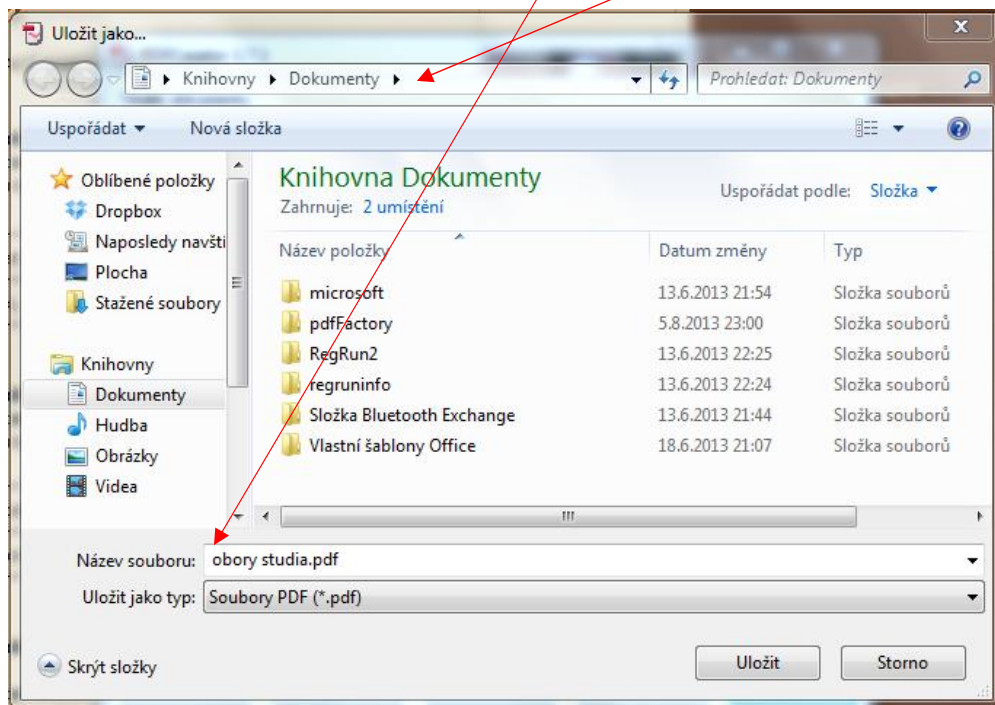 Uložit jako...
Knihovny Dokumenty
Prohledat: Dokumenty
Uspořádat Nová složka
Oblíbené položky
Dropbox
Naposledy navšti
Plocha
Stažené soubory
Knihovny
Dokumenty
Hudba
Obrázky
Videa
Knihovna Dokumenty
Zahrnuje: 2 umístění
Uspořádat podle: Složka
Název položky Datum změny Typ
microsoft 13.6.2013 21:54 Složka souborů
pdfFactory 5.8.2013 23:00 Složka souborů
RegRun2 13.6.2013 22:25 Složka souborů
regruninfo 13.6.2013 22:24 Složka souborů
Složka Bluetooth Exchange 13.6.2013 21:44 Složka souborů
Vlastní šablony Office 18.6.2013 21:07 Složka souborů
Název souboru: obory studia.pdf
Uložit jako typ: Soubory PDF (*.pdf)
Skrýt složky
Uložit Storno